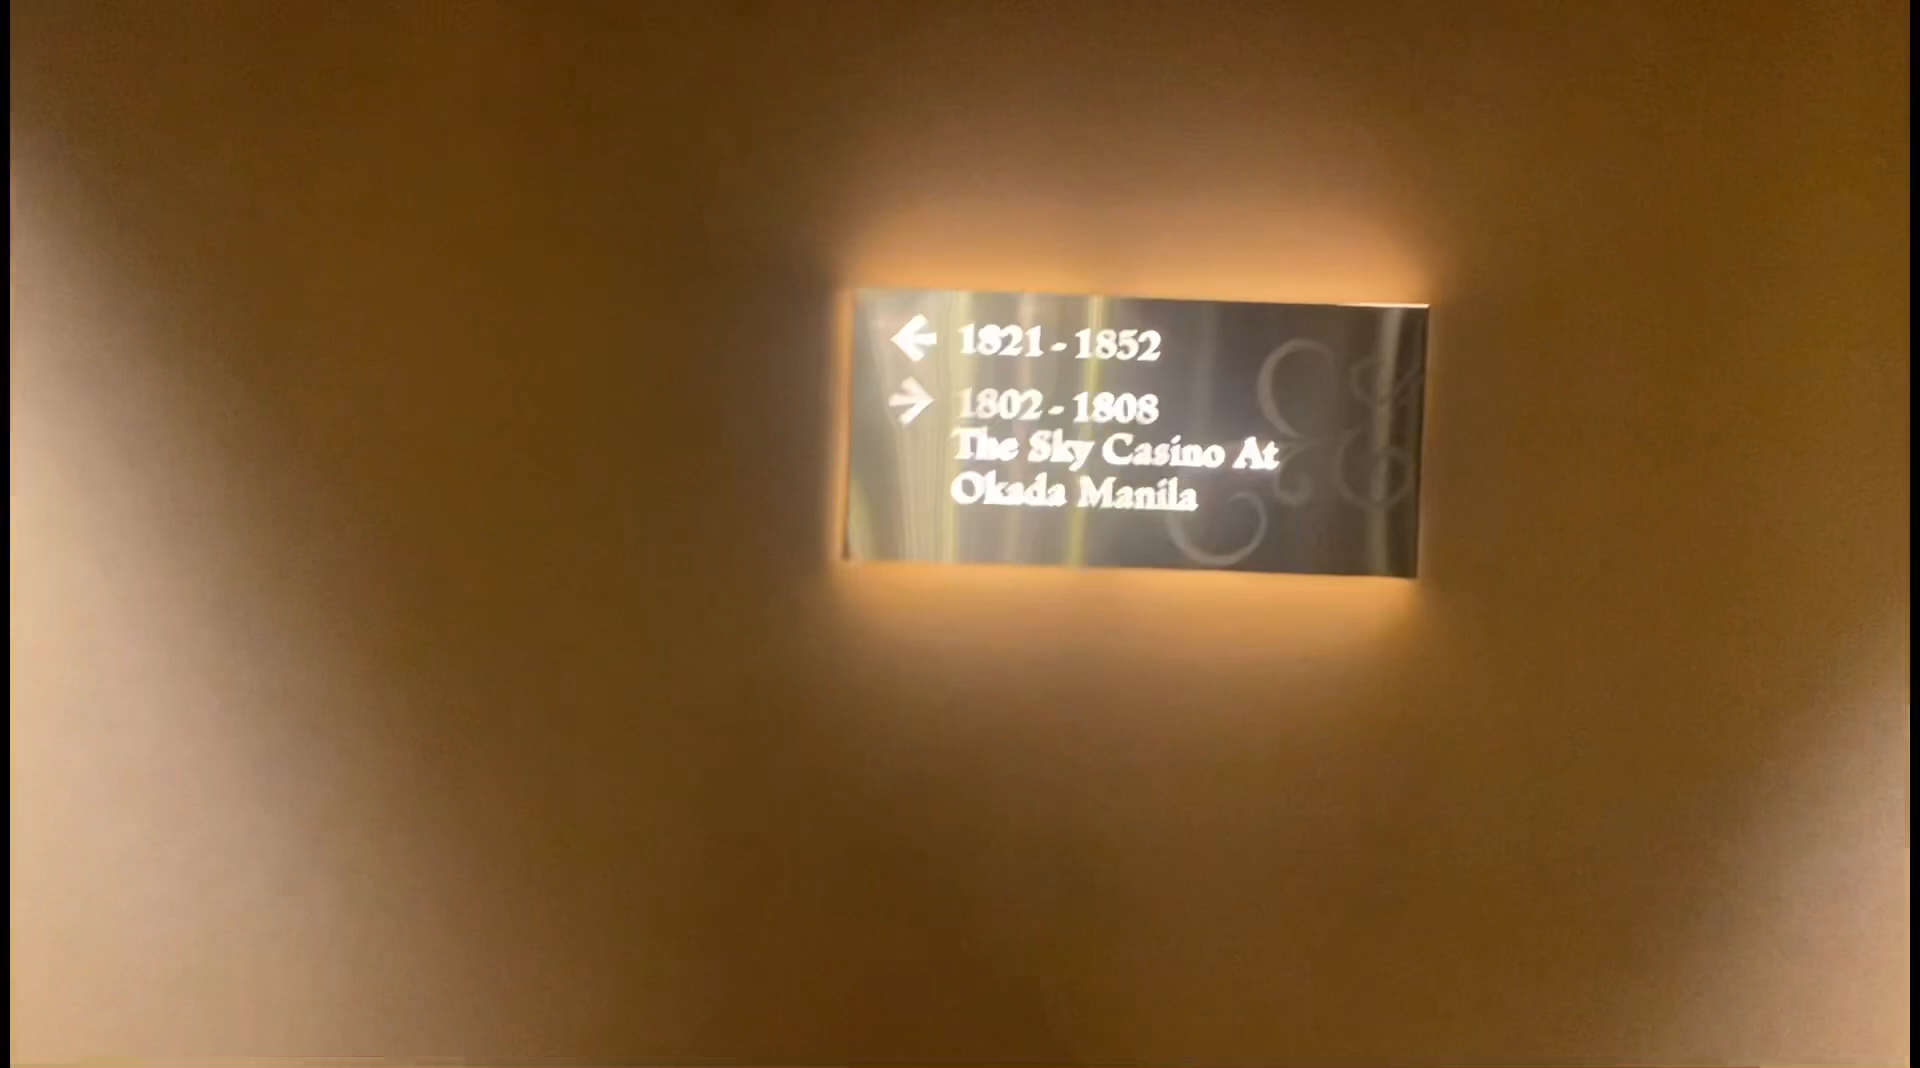 ← 1821 - 1852
→ 1802 - 1808
The Sky Casino At
Okada Manila